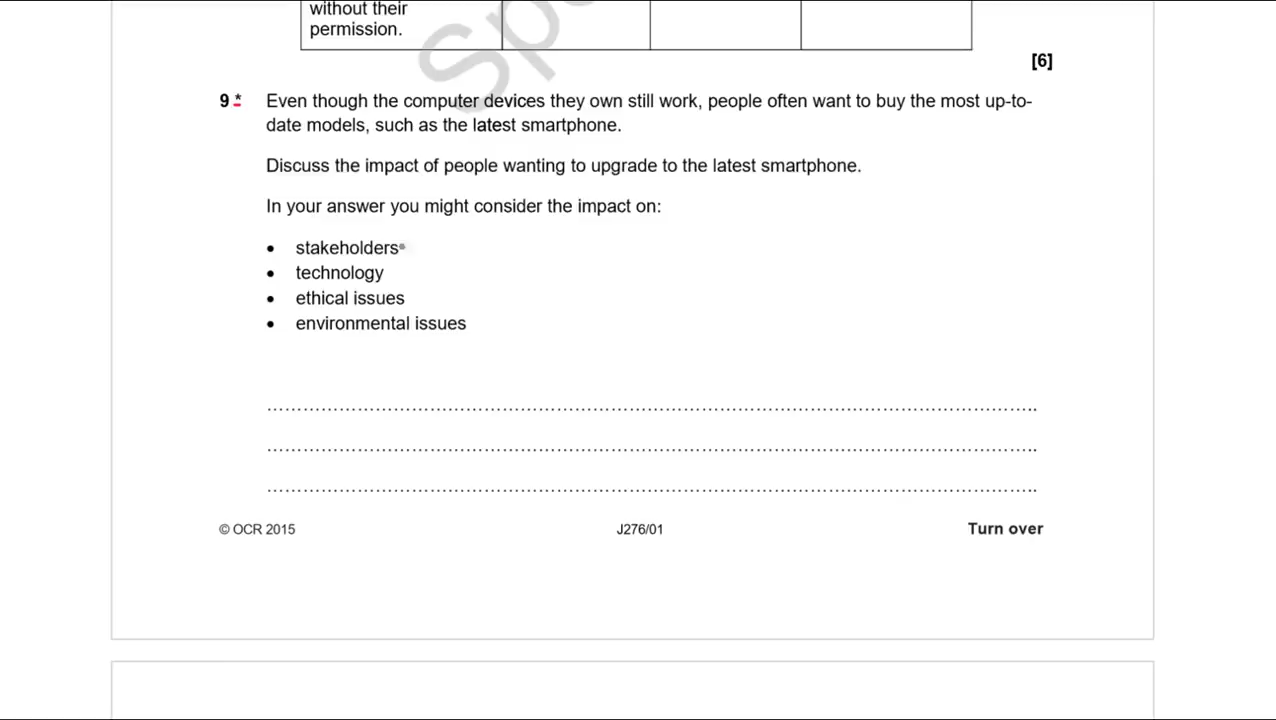 without their
permission.
Sp
[6]
9 * Even though the computer devices they own still work, people often want to buy the most up-to-
date models, such as the latest smartphone.
Discuss the impact of people wanting to upgrade to the latest smartphone.
In your answer you might consider the impact on:
• stakeholders
• technology
• ethical issues
• environmental issues
© OCR 2015 J276/01 Turn over